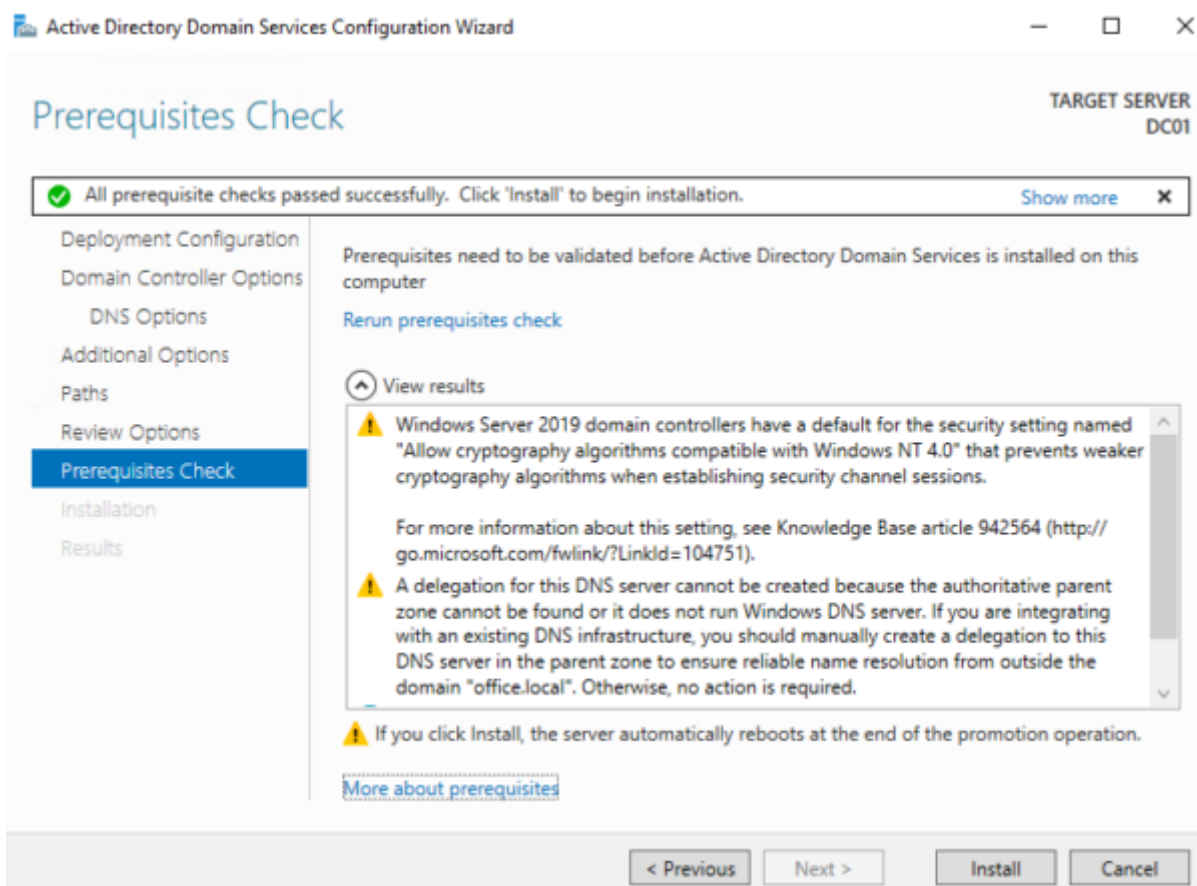 Active Directory Domain Services Configuration Wizard
Prerequisites Check
TARGET SERVER
DC01
All prerequisite checks passed successfully. Click 'Install' to begin installation.
Show more
Deployment Configuration
Domain Controller Options
DNS Options
Additional Options
Paths
Review Options
Prerequisites Check
Installation
Results
Prerequisites need to be validated before Active Directory Domain Services is installed on this
computer
Rerun prerequisites check
View results
Windows Server 2019 domain controllers have a default for the security setting named
"Allow cryptography algorithms compatible with Windows NT 4.0" that prevents weaker
cryptography algorithms when establishing security channel sessions.
For more information about this setting, see Knowledge Base article 942564 (http://
go.microsoft.com/fwlink/?LinkId=104751).
A delegation for this DNS server cannot be created because the authoritative parent
zone cannot be found or it does not run Windows DNS server. If you are integrating
with an existing DNS infrastructure, you should manually create a delegation to this
DNS server in the parent zone to ensure reliable name resolution from outside the
domain "office.local". Otherwise, no action is required.
If you click Install, the server automatically reboots at the end of the promotion operation.
More about prerequisites
< Previous
Next >
Install
Cancel